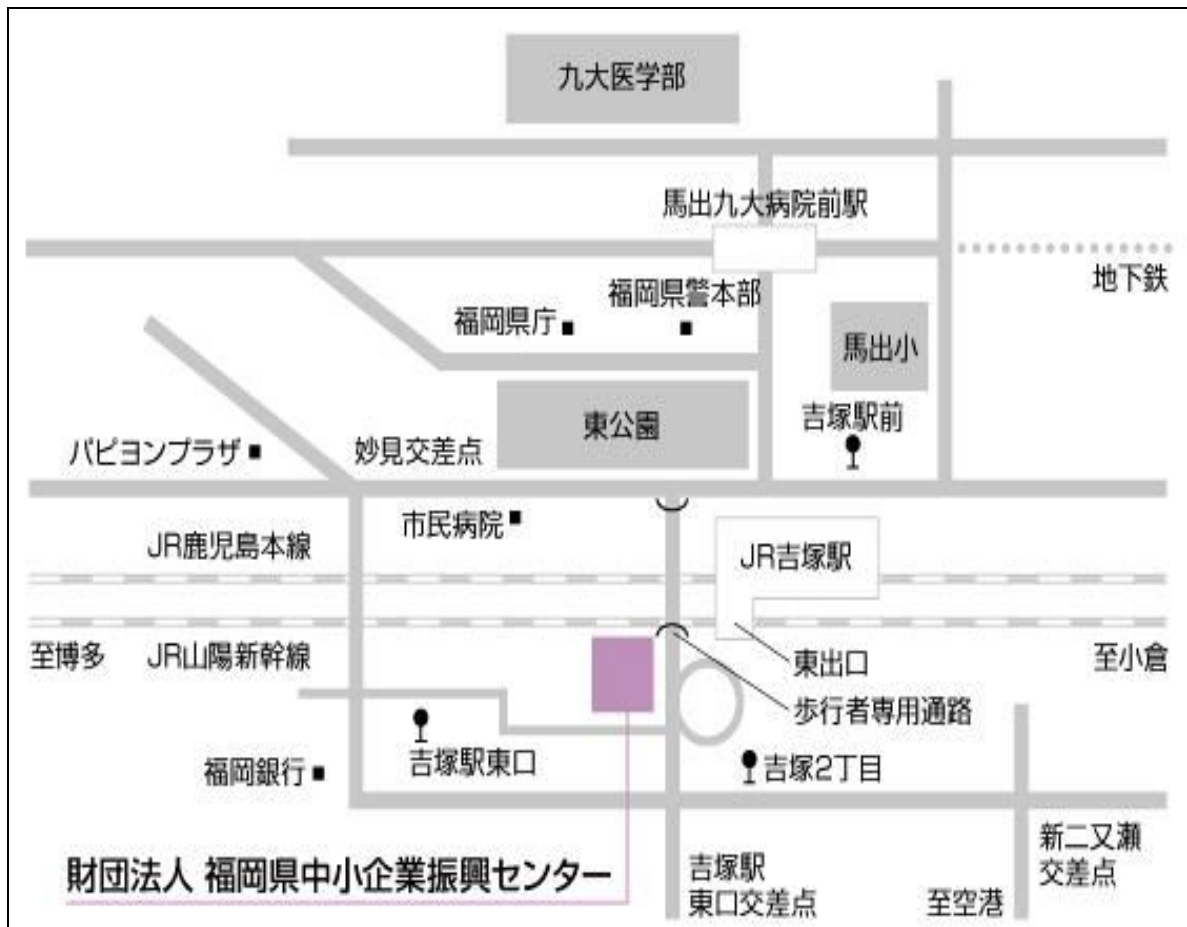 九大医学部
馬出九大病院前駅
地下鉄
福岡県警本部
福岡県庁
馬出小
吉塚駅前
東公園
パピヨンプラザ
妙見交差点
市民病院
JR鹿児島本線
JR吉塚駅
至博多
JR山陽新幹線
東出口
至小倉
歩行者専用通路
吉塚駅東口
吉塚2丁目
福岡銀行
新二又瀬
交差点
財団法人 福岡県中小企業振興センター
吉塚駅
東口交差点
至空港